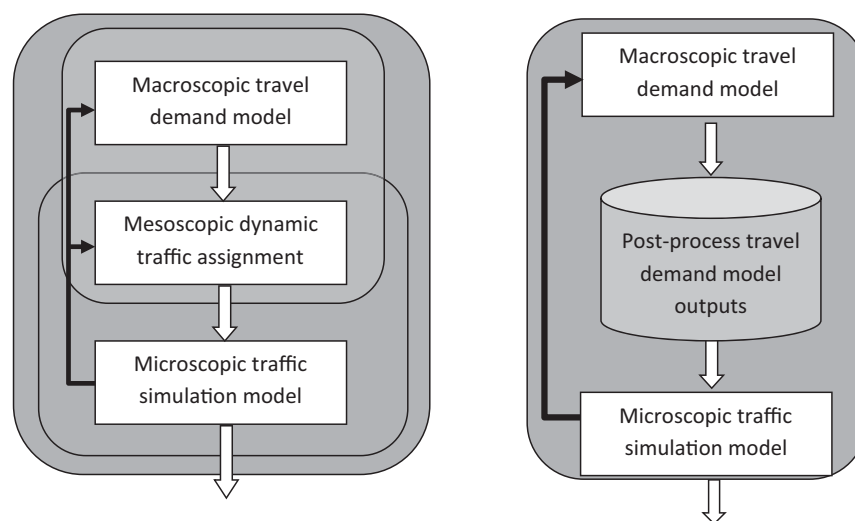 Macroscopic travel
demand model
Mesoscopic dynamic
traffic assignment
Microscopic traffic
simulation model
Macroscopic travel
demand model
Post-process travel
demand model
outputs
Microscopic traffic
simulation model